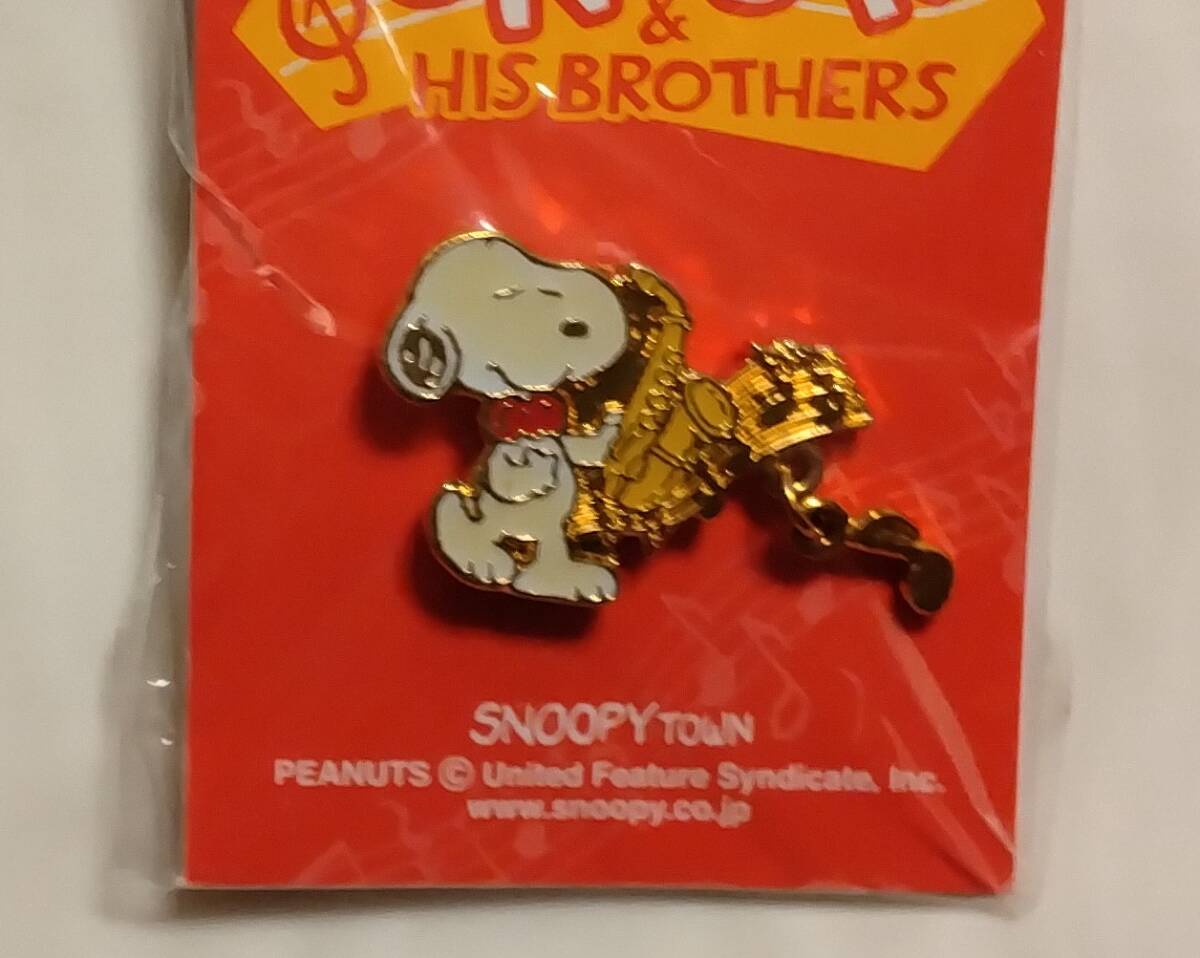 &
HIS BROTHERS
SNOOPY TOWN
PEANUTS © United Feature Syndicate, Inc.
www.snoopy.co.jp